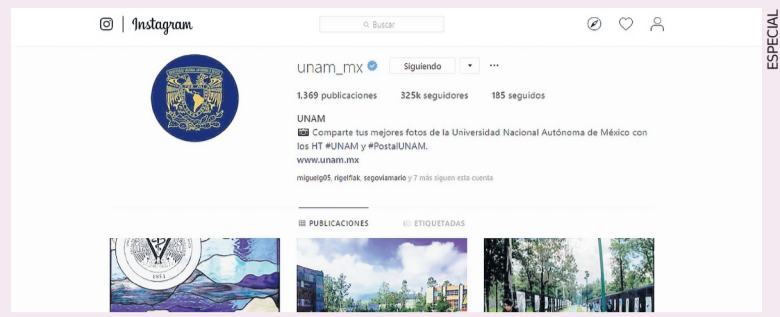 Instagram
Buscar
unam_mx Siguiendo
1,369 publicaciones 325k seguidores 185 seguidos
UNAM
Comparte tus mejores fotos de la Universidad Nacional Autónoma de México con
los HT #UNAM y #PostalUNAM.
www.unam.mx
miguelg05, rigelfiak, segoviamario y 7 más siguen esta cuenta
PUBLICACIONES ETIQUETADAS
ESPECIAL